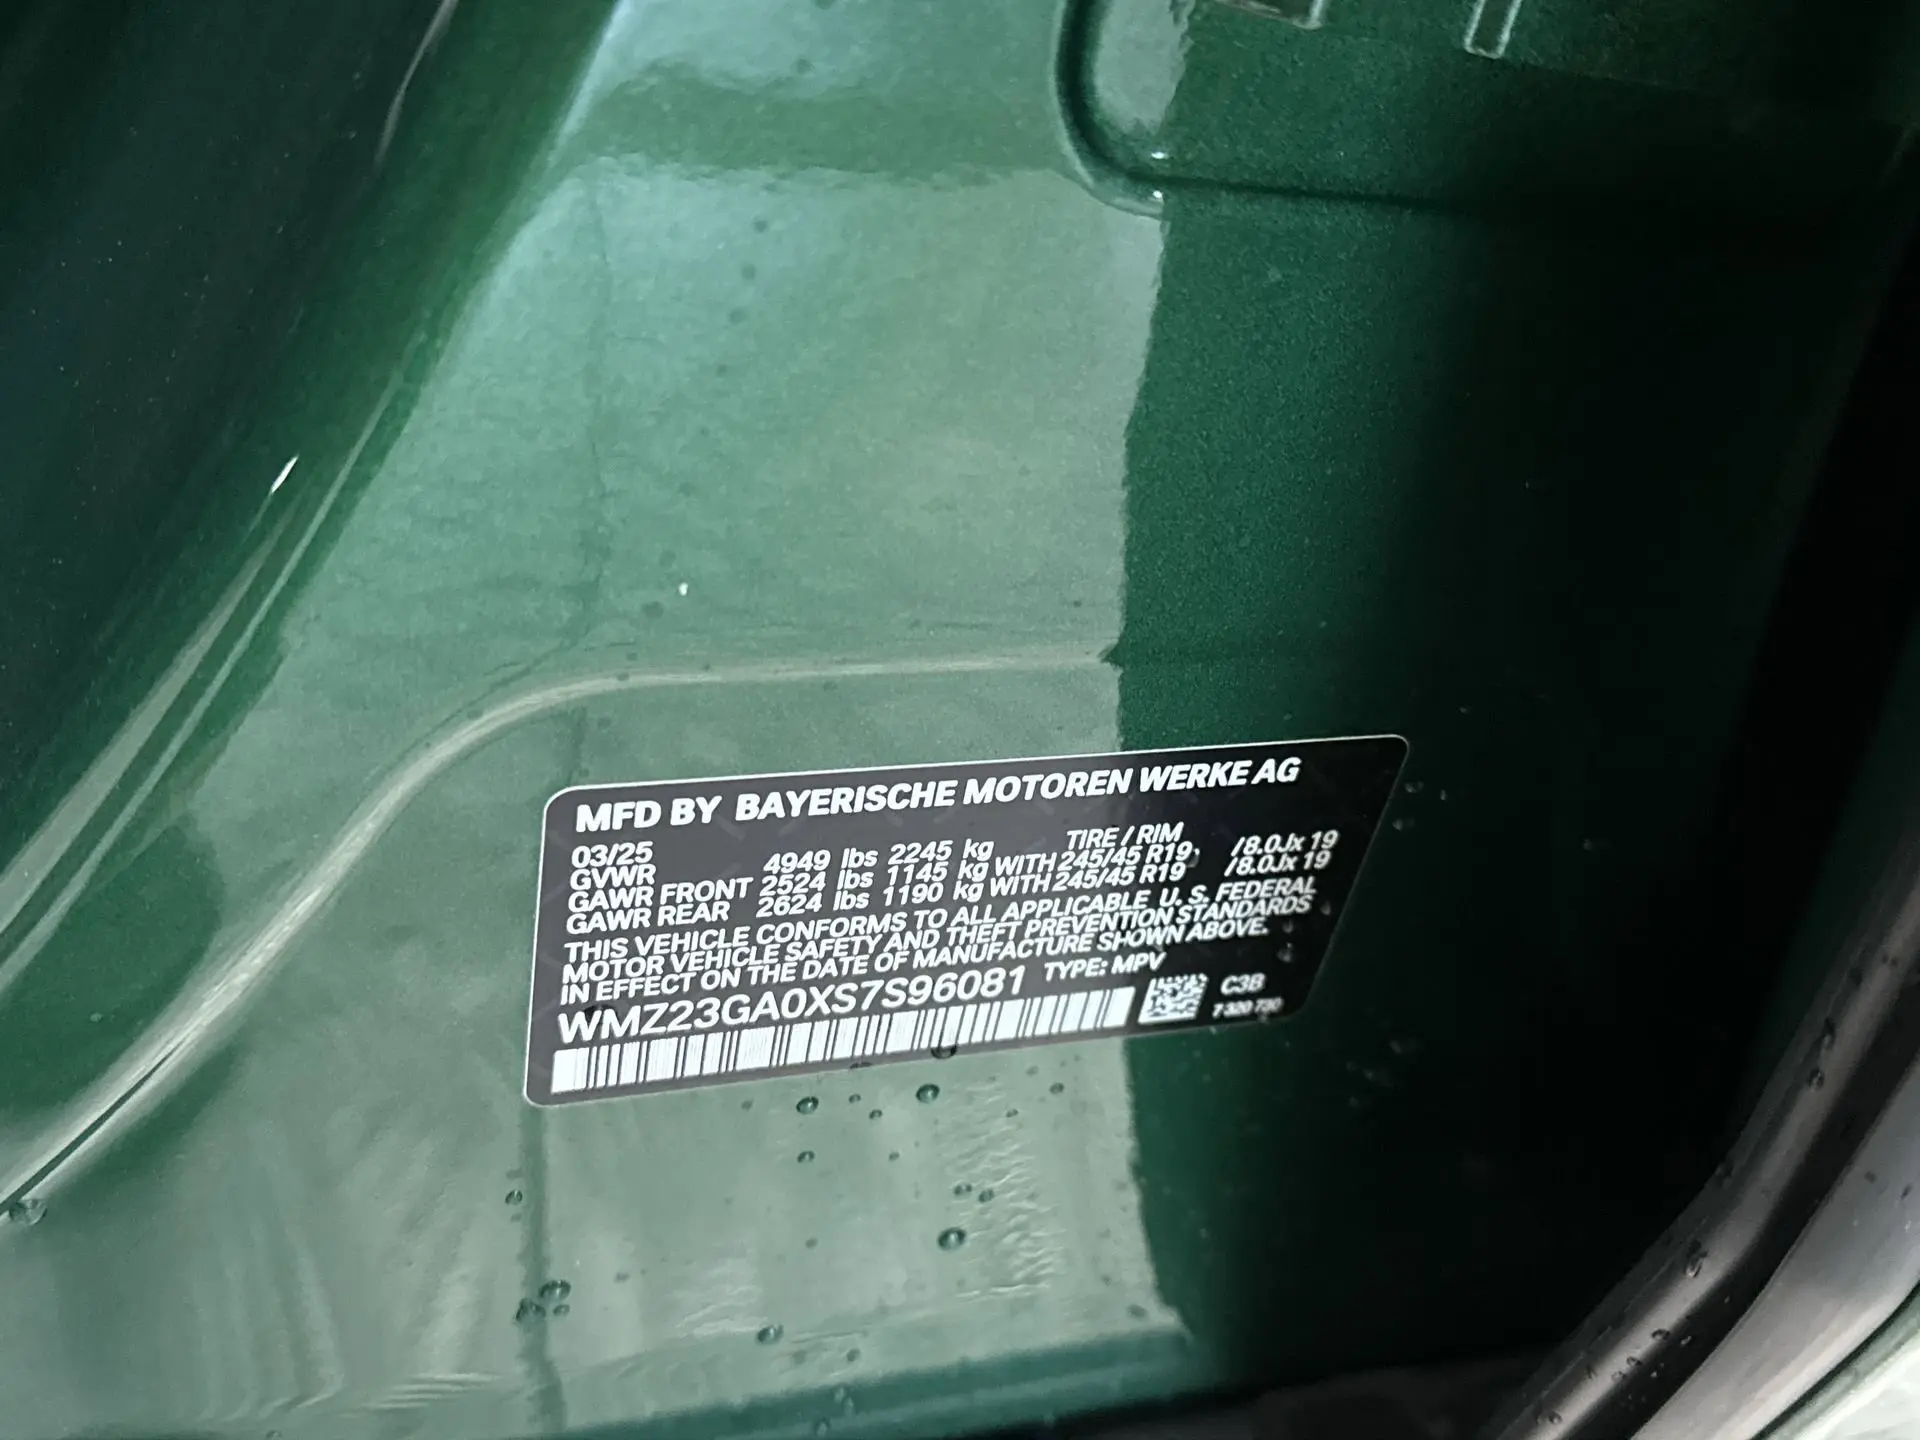 MFD BY BAYERISCHE MOTOREN WERKE AG
03/25 TIRE / RIM
GVWR 4949 lbs 2245 kg
GAWR FRONT 2524 lbs 1145 kg WITH 245/45 R19 /8.0Jx 19
GAWR REAR 2624 lbs 1190 kg WITH 245/45 R19 /8.0Jx 19
THIS VEHICLE CONFORMS TO ALL APPLICABLE U. S. FEDERAL
MOTOR VEHICLE SAFETY AND THEFT PREVENTION STANDARDS
IN EFFECT ON THE DATE OF MANUFACTURE SHOWN ABOVE.
WMZ23GA0XS7S96081 TYPE: MPV
C3B
7 320 730